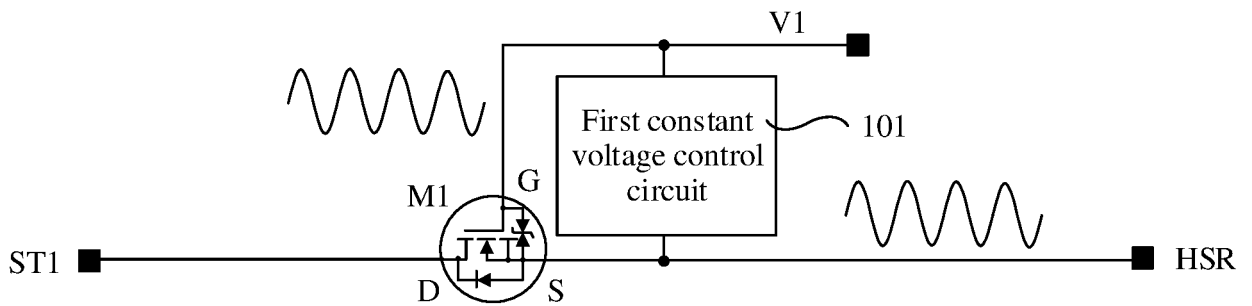 V1
First constant
voltage control
circuit
101
M1
G
ST1
D
S
HSR